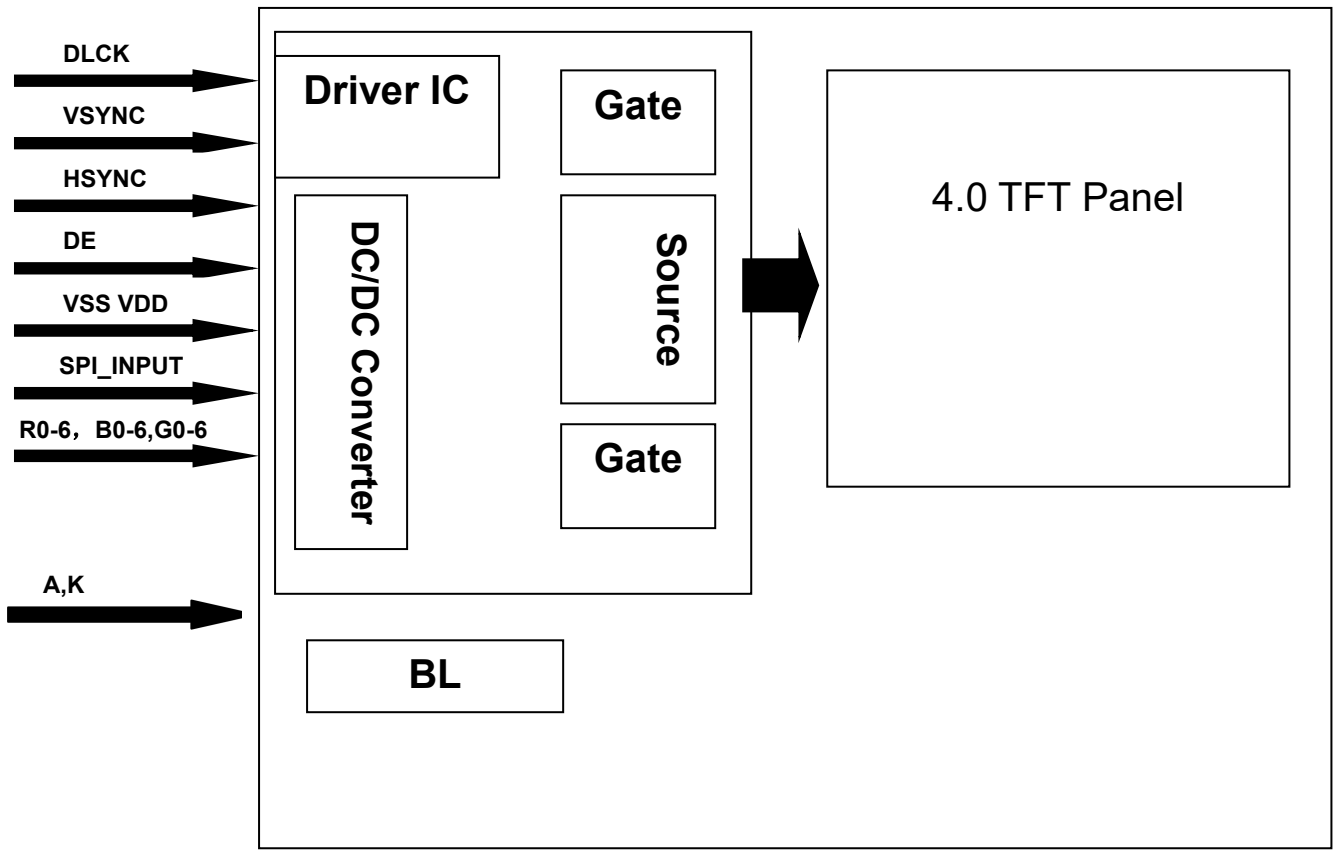 DLCK
VSYNC
HSYNC
DE
VSS VDD
SPI_INPUT
R0-6，B0-6,G0-6
A,K
Driver IC
DC/DC Converter
Gate
Source
Gate
BL
4.0 TFT Panel